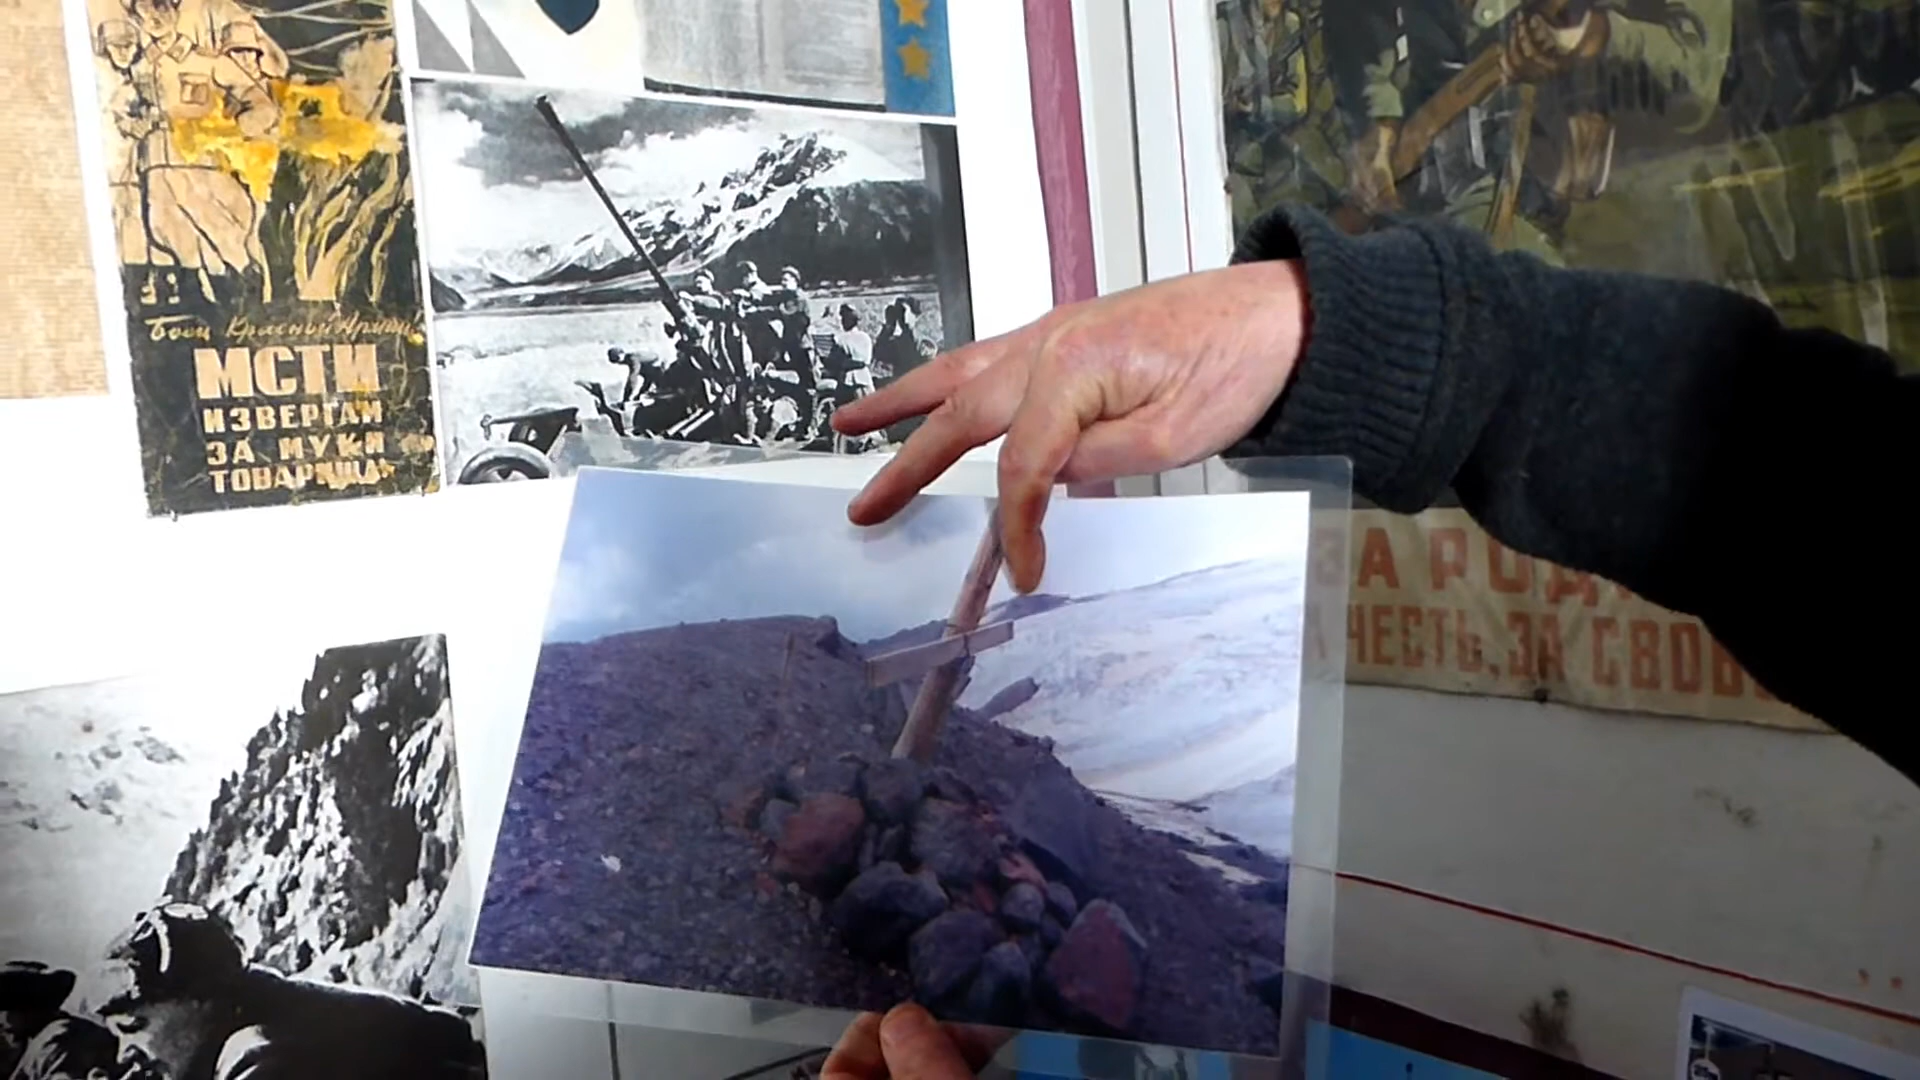 Боец Красной Армии
МСТИ
ИЗВЕРГАМ
ЗА МУКИ
ТОВАРИЩА
ЗА РОД
ЧЕСТЬ, ЗА СВОБ